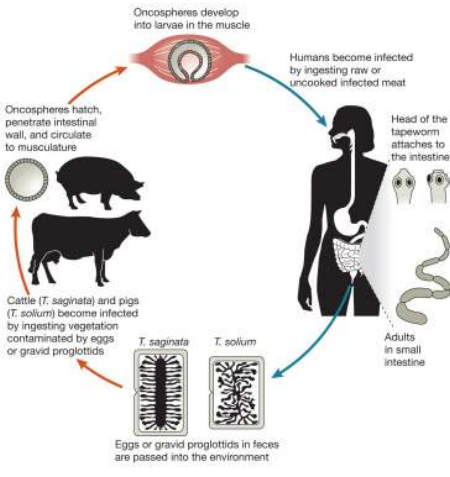 Oncospheres develop
into larvae in the muscle
Humans become infected
by ingesting raw or
uncooked infected meat
Head of the
tapeworm
attaches to
the intestine
Oncospheres hatch,
penetrate intestinal
wall, and circulate
to musculature
Cattle (T. saginata) and pigs
(T. solium) become infected
by ingesting vegetation
contaminated by eggs
or gravid proglottids
T. saginata
T. solium
Adults
in small
intestine
Eggs or gravid proglottids in feces
are passed into the environment